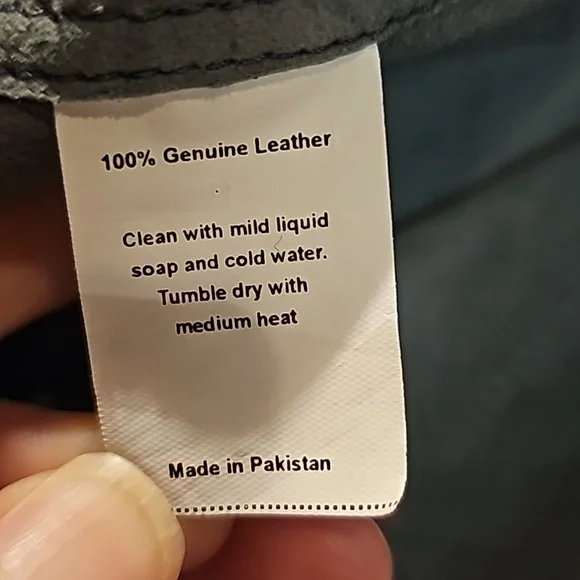 100% Genuine Leather
Clean with mild liquid
soap and cold water.
Tumble dry with
medium heat
Made in Pakistan